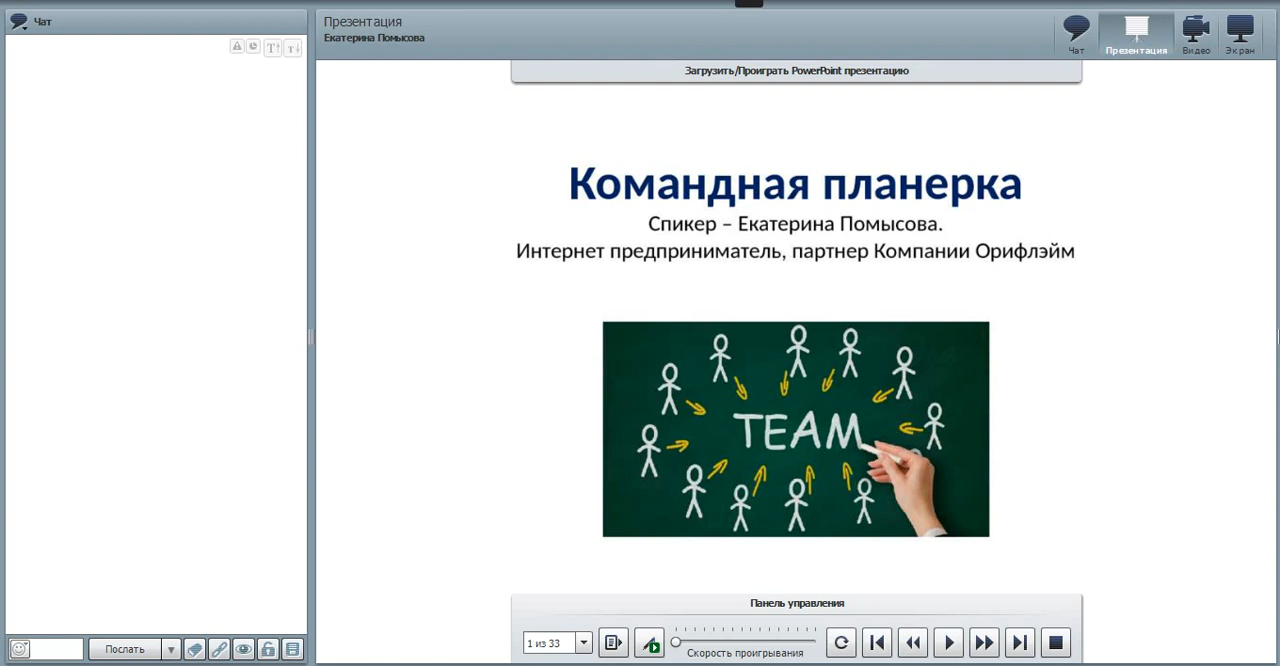 Чат
Презентация
Екатерина Помысова
Чат
Презентация
Видео
Экран
Загрузить/Проиграть PowerPoint презентацию
Командная планерка
Спикер – Екатерина Помысова.
Интернет предприниматель, партнер Компании Орифлэйм
TEAM
Панель управления
1 из 33
Скорость проигрывания
Послать